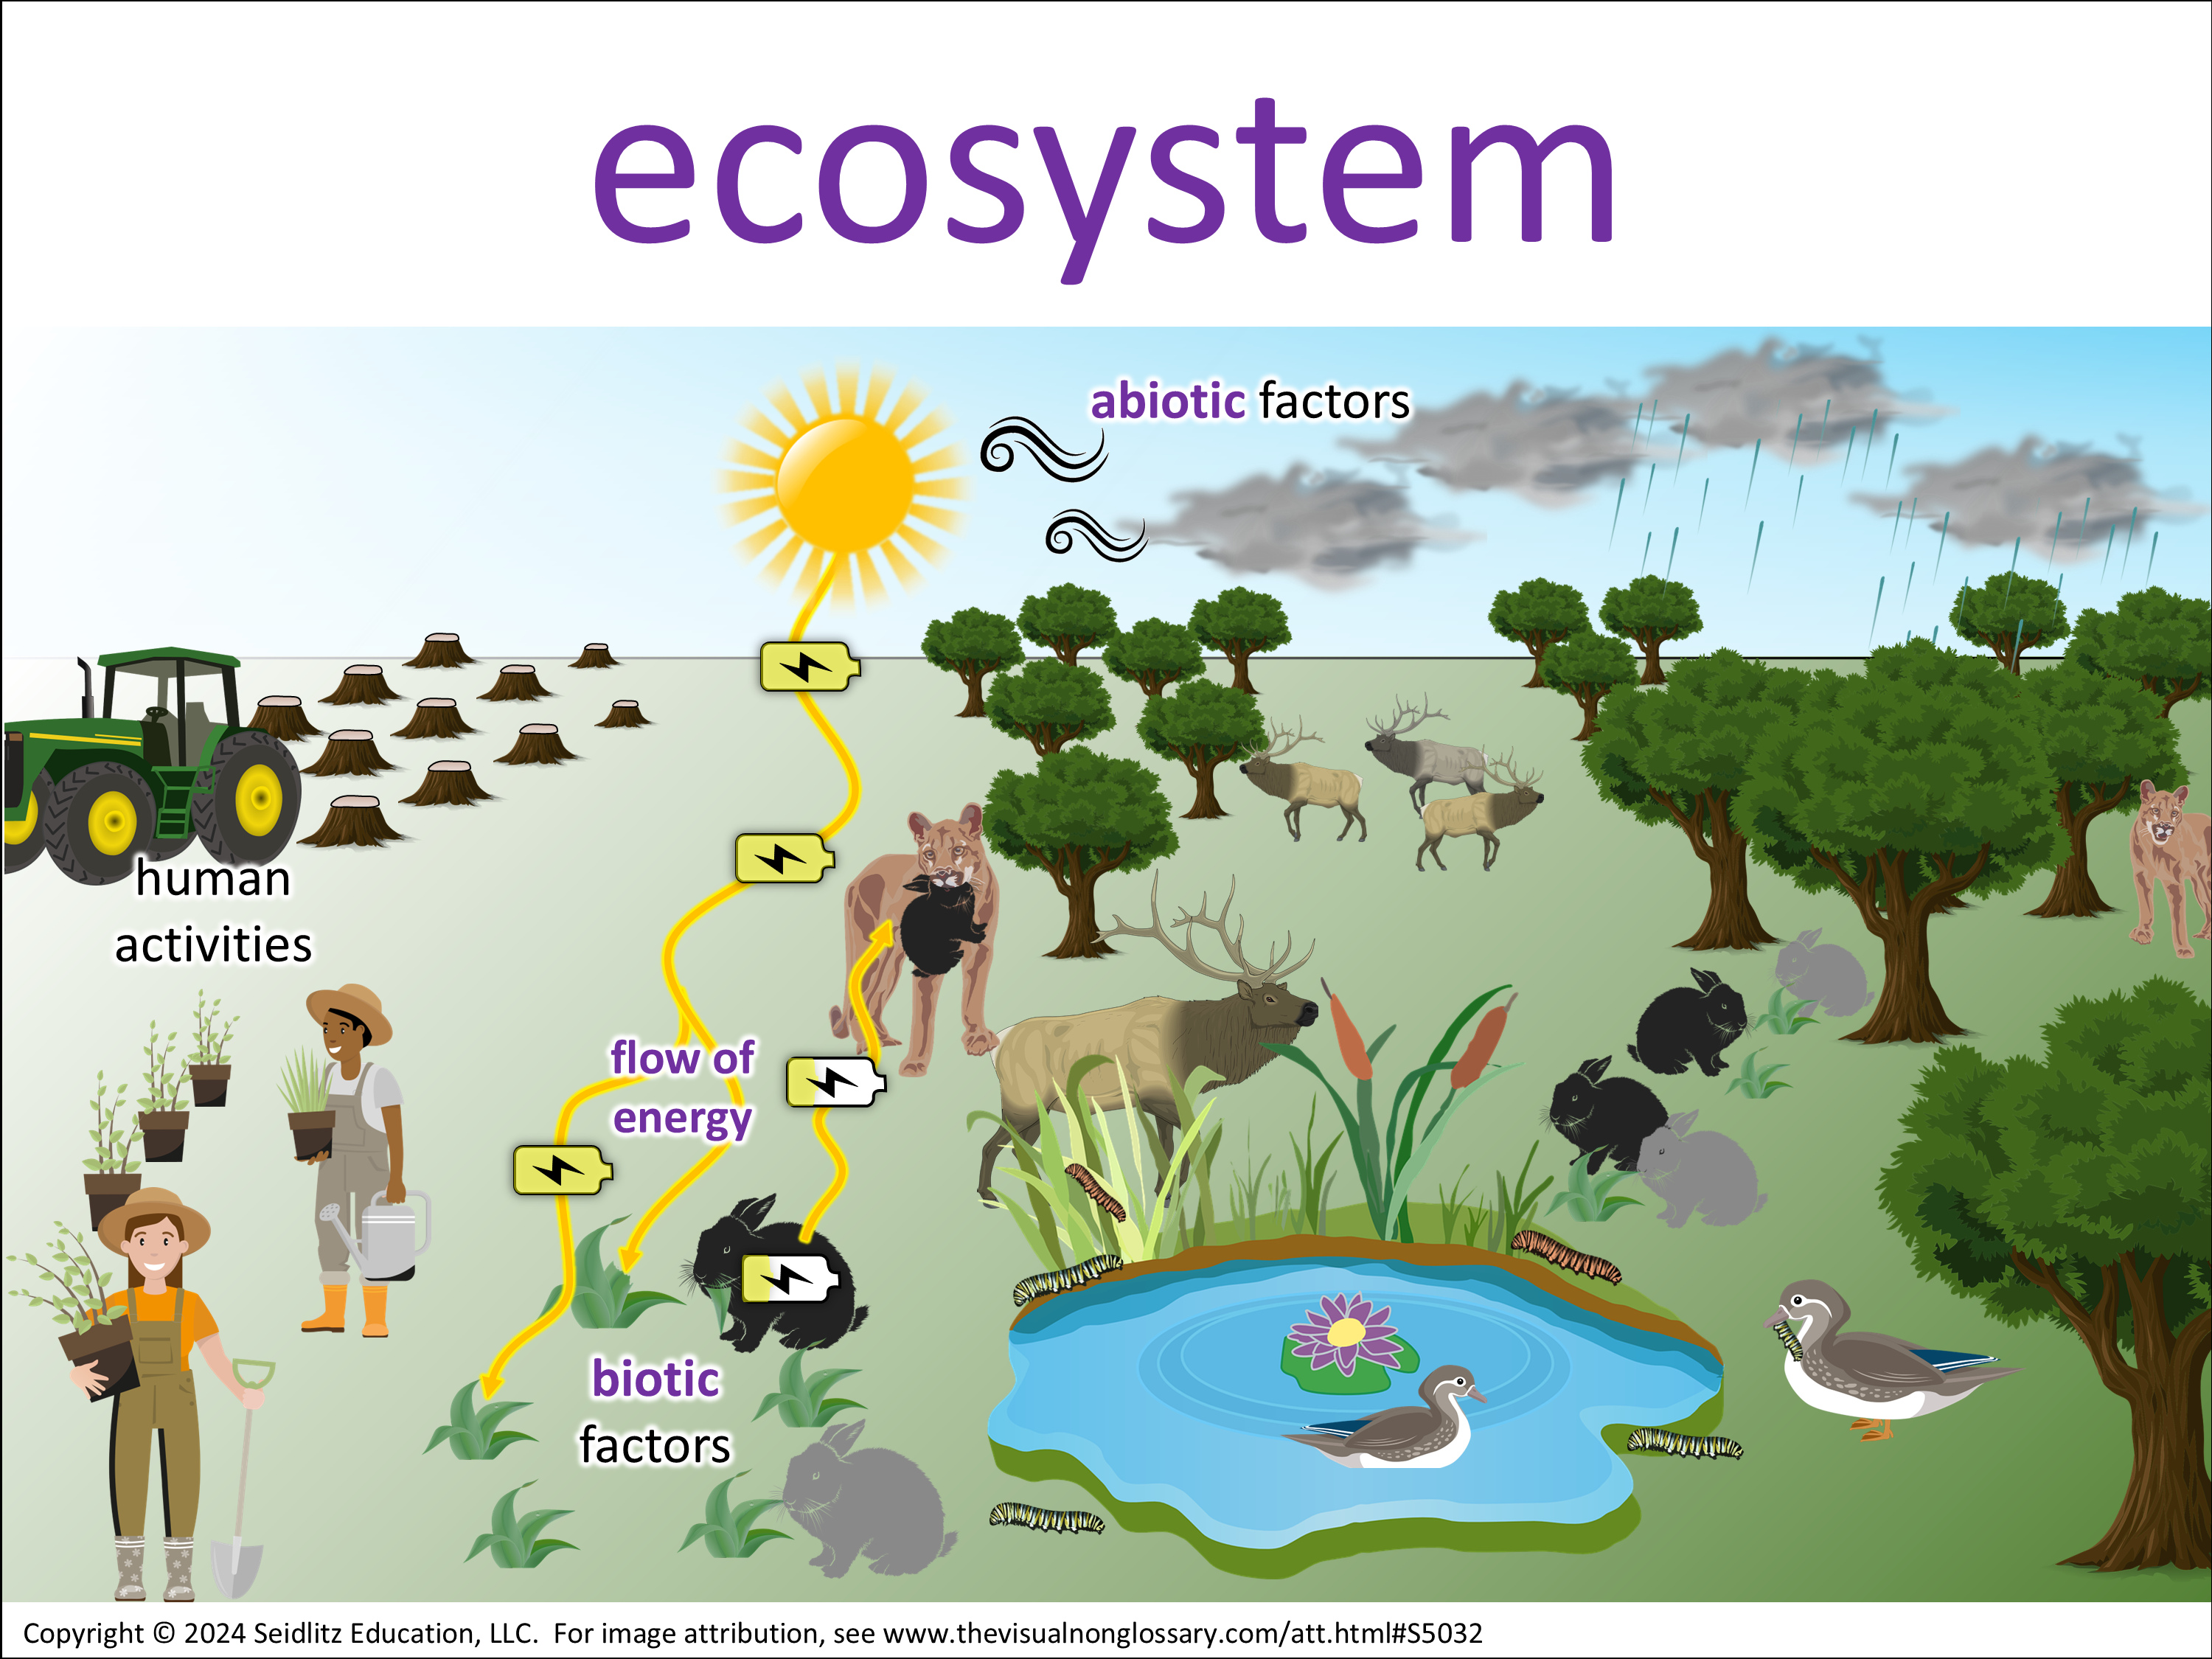 ecosystem
abiotic factors
human
activities
flow of
energy
biotic
factors
Copyright © 2024 Seidlitz Education, LLC.  For image attribution, see www.thevisualnonglossary.com/att.html#S5032